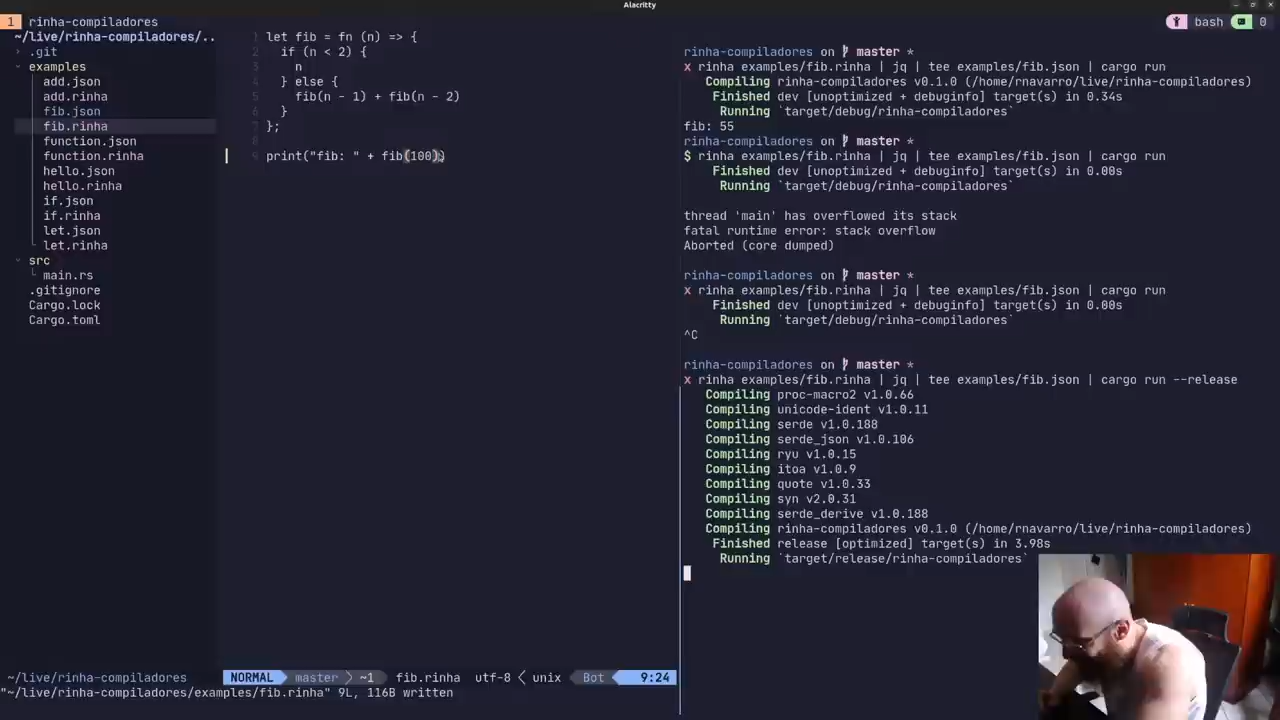 Alacritty
1 rinha-compiladores
bash 0
~/live/rinha-compiladores/..
.git
examples
add.json
add.rinha
fib.json
fib.rinha
function.json
function.rinha
hello.json
hello.rinha
if.json
if.rinha
let.json
let.rinha
src
main.rs
.gitignore
Cargo.lock
Cargo.toml
1 let fib = fn (n) => {
2 if (n < 2) {
3 n
4 } else {
5 fib(n - 1) + fib(n - 2)
6 }
7 };
8
9 print("fib: " + fib(100))
rinha-compiladores on master *
x rinha examples/fib.rinha | jq | tee examples/fib.json | cargo run
Compiling rinha-compiladores v0.1.0 (/home/rnavarro/live/rinha-compiladores)
Finished dev [unoptimized + debuginfo] target(s) in 0.34s
Running `target/debug/rinha-compiladores`
fib: 55
rinha-compiladores on master *
$ rinha examples/fib.rinha | jq | tee examples/fib.json | cargo run
Finished dev [unoptimized + debuginfo] target(s) in 0.00s
Running `target/debug/rinha-compiladores`
thread 'main' has overflowed its stack
fatal runtime error: stack overflow
Aborted (core dumped)
rinha-compiladores on master *
x rinha examples/fib.rinha | jq | tee examples/fib.json | cargo run
Finished dev [unoptimized + debuginfo] target(s) in 0.00s
Running `target/debug/rinha-compiladores`
^C
rinha-compiladores on master *
x rinha examples/fib.rinha | jq | tee examples/fib.json | cargo run --release
Compiling proc-macro2 v1.0.66
Compiling unicode-ident v1.0.11
Compiling serde v1.0.188
Compiling serde_json v1.0.106
Compiling ryu v1.0.15
Compiling itoa v1.0.9
Compiling quote v1.0.33
Compiling syn v2.0.31
Compiling serde_derive v1.0.188
Compiling rinha-compiladores v0.1.0 (/home/rnavarro/live/rinha-compiladores)
Finished release [optimized] target(s) in 3.98s
Running `target/release/rinha-compiladores`
~/live/rinha-compiladores NORMAL master ~1 fib.rinha utf-8 < unix Bot 9:24
"~/live/rinha-compiladores/examples/fib.rinha" 9L, 116B written